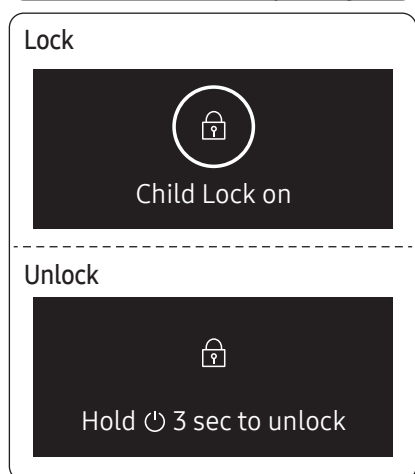 Lock
Child Lock on
Unlock
Hold ⏻ 3 sec to unlock